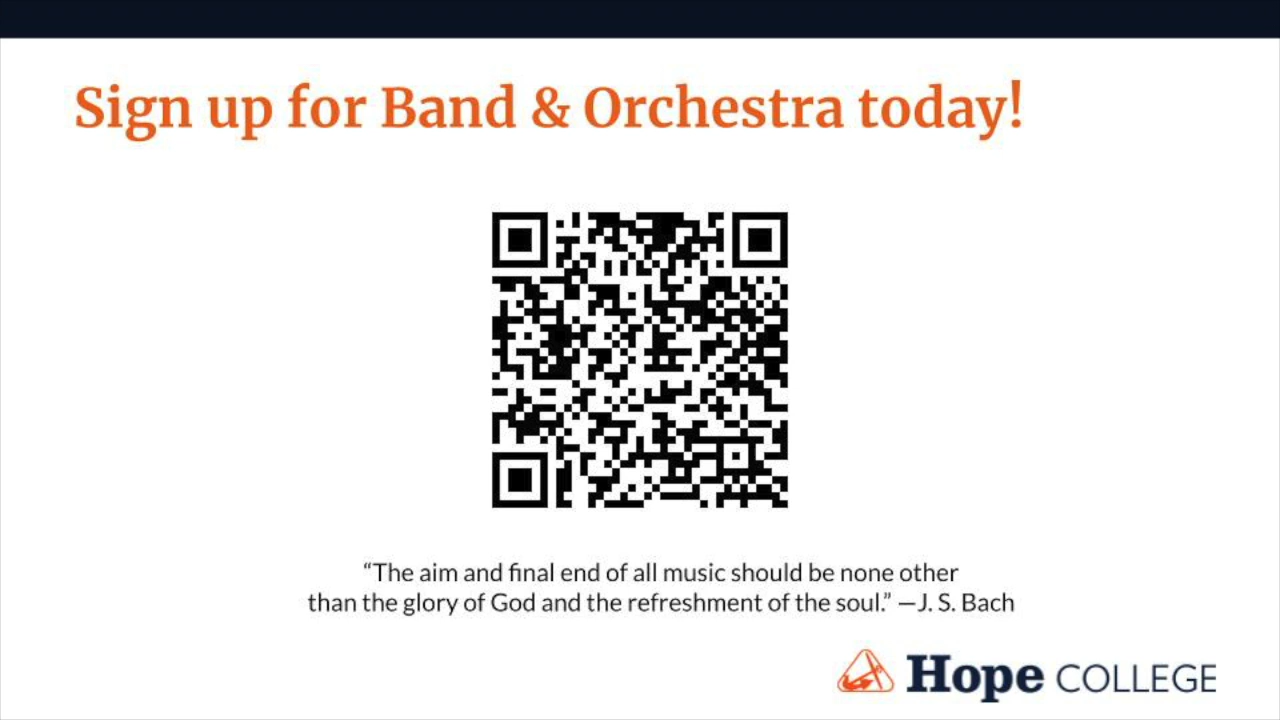 Sign up for Band & Orchestra today!
“The aim and final end of all music should be none other
than the glory of God and the refreshment of the soul.” —J. S. Bach
Hope COLLEGE